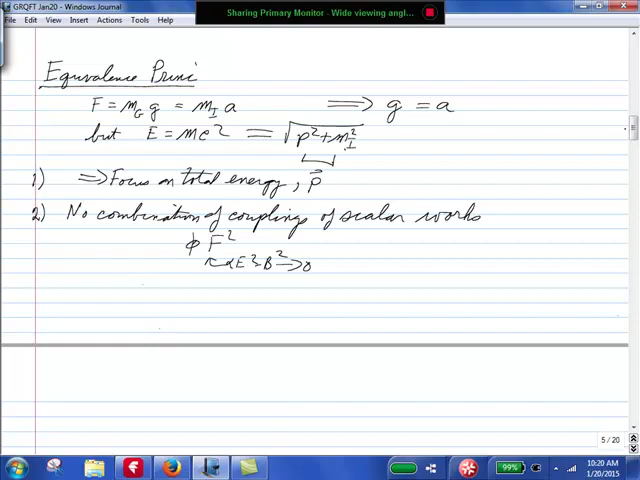 GRQFT Jan20 - Windows Journal
Sharing Primary Monitor - Wide viewing angl...
File Edit View Insert Actions Tools Help
Equivalence Princi
F = m_G g = m_I a ⟹ g = a
but E = mc² = √p²+m_I²
1) ⟹ Focus on total energy, p⃗
2) No combination of couplings of scalar works
ϕ F²
∝ E²-B² → 0
5 / 20
99%
10:20 AM
1/20/2015